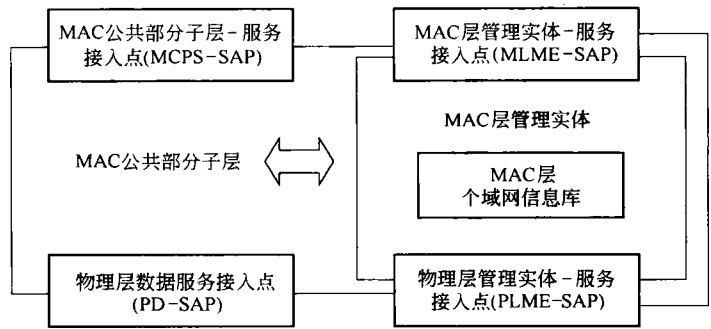 MAC公共部分子层-服务
接入点(MCPS-SAP)
MAC层管理实体-服务
接入点(MLME-SAP)
MAC层管理实体
MAC公共部分子层
MAC层
个域网信息库
物理层数据服务接入点
(PD-SAP)
物理层管理实体-服务
接入点(PLME-SAP)